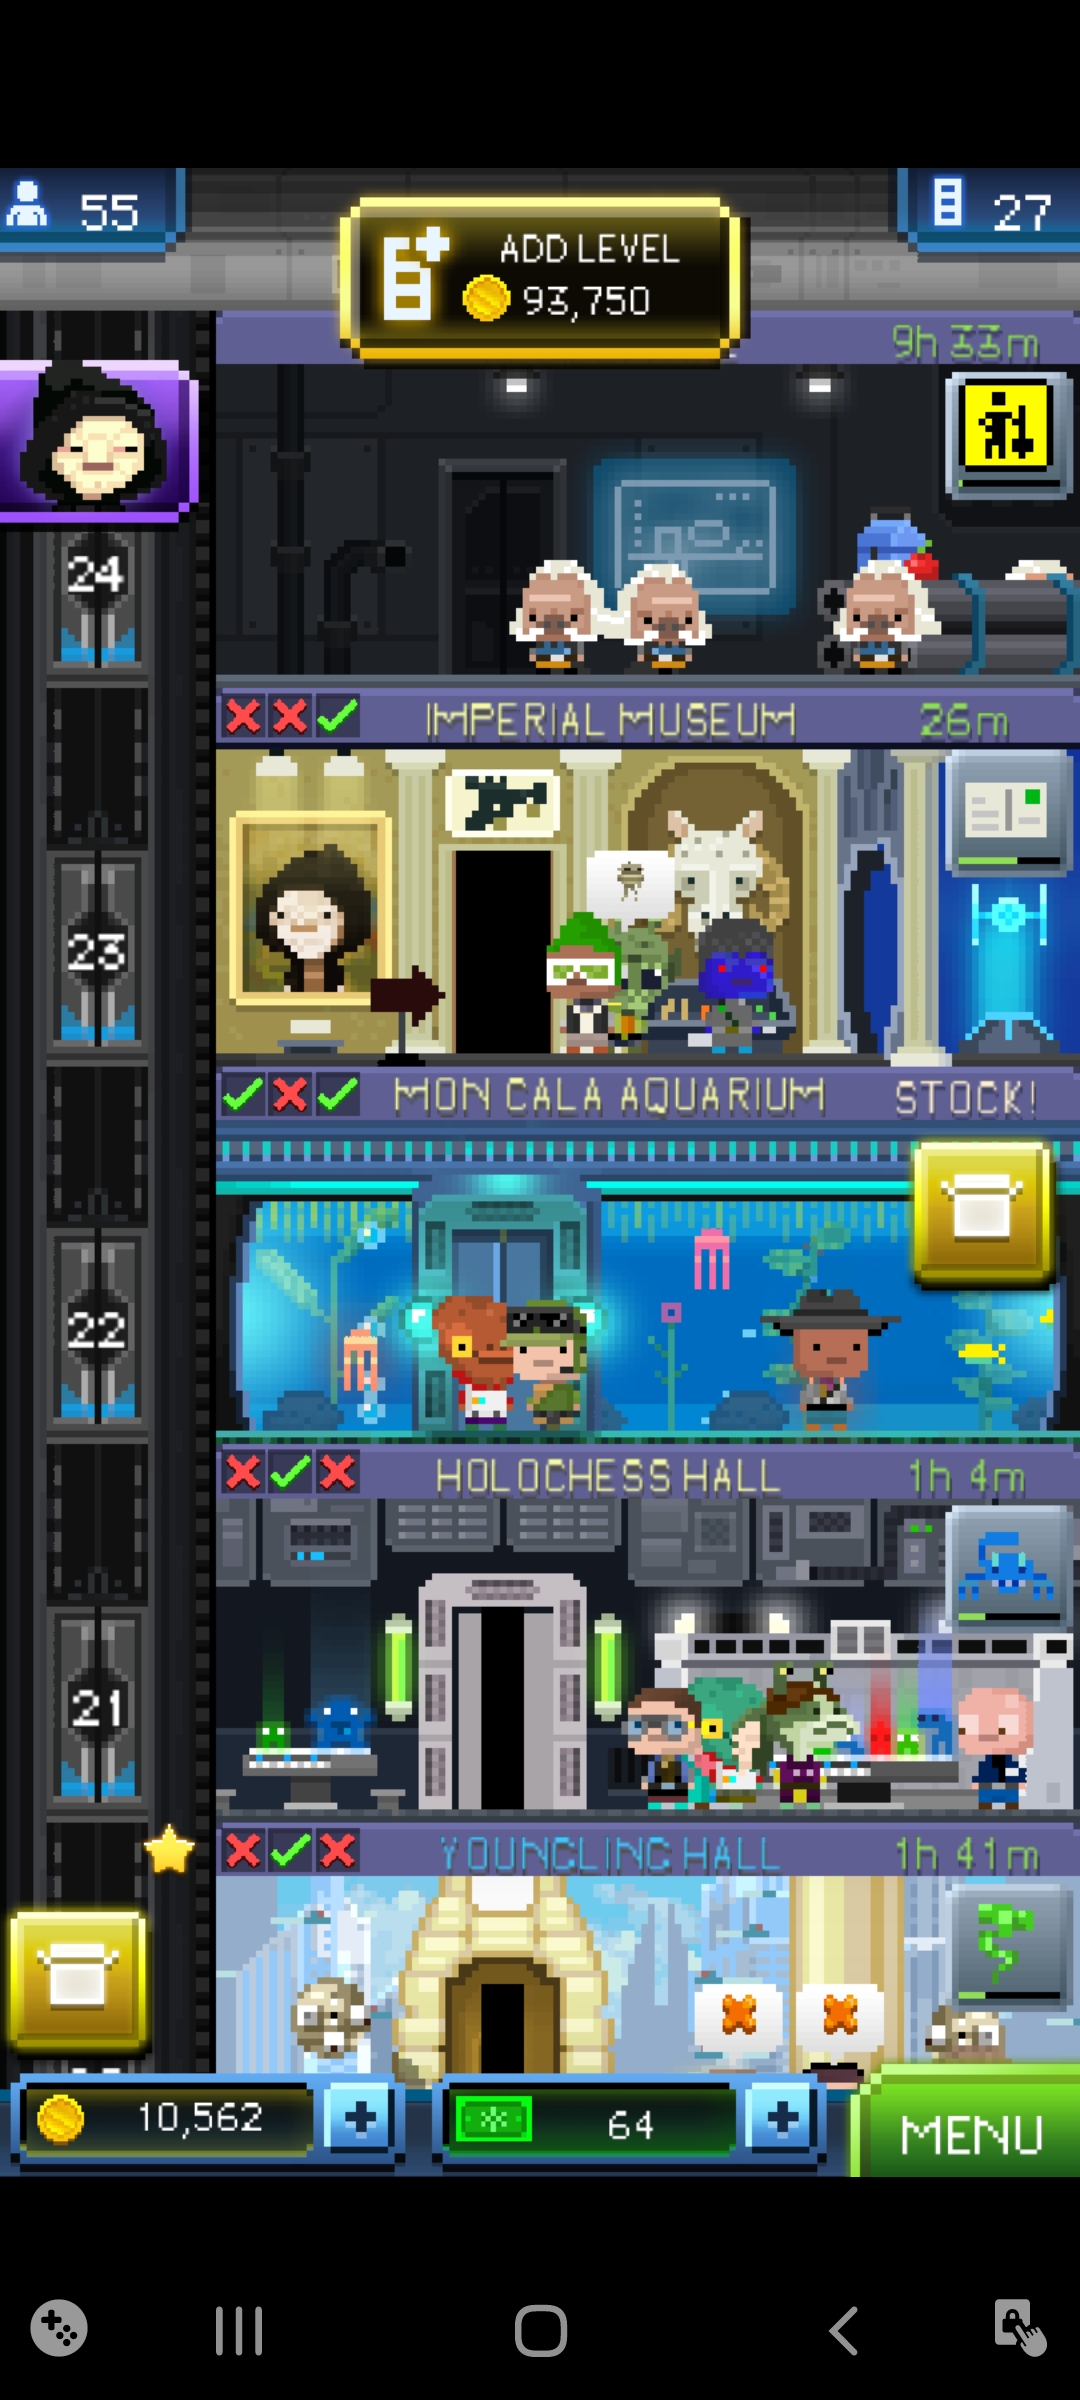 55
ADD LEVEL
93,750
27
9h 33m
24
IMPERIAL MUSEUM
26m
23
MON CALA AQUARIUM
STOCK!
22
HOLOCHESS HALL
1h 4m
21
YOUNGLING HALL
1h 41m
10,562
64
MENU